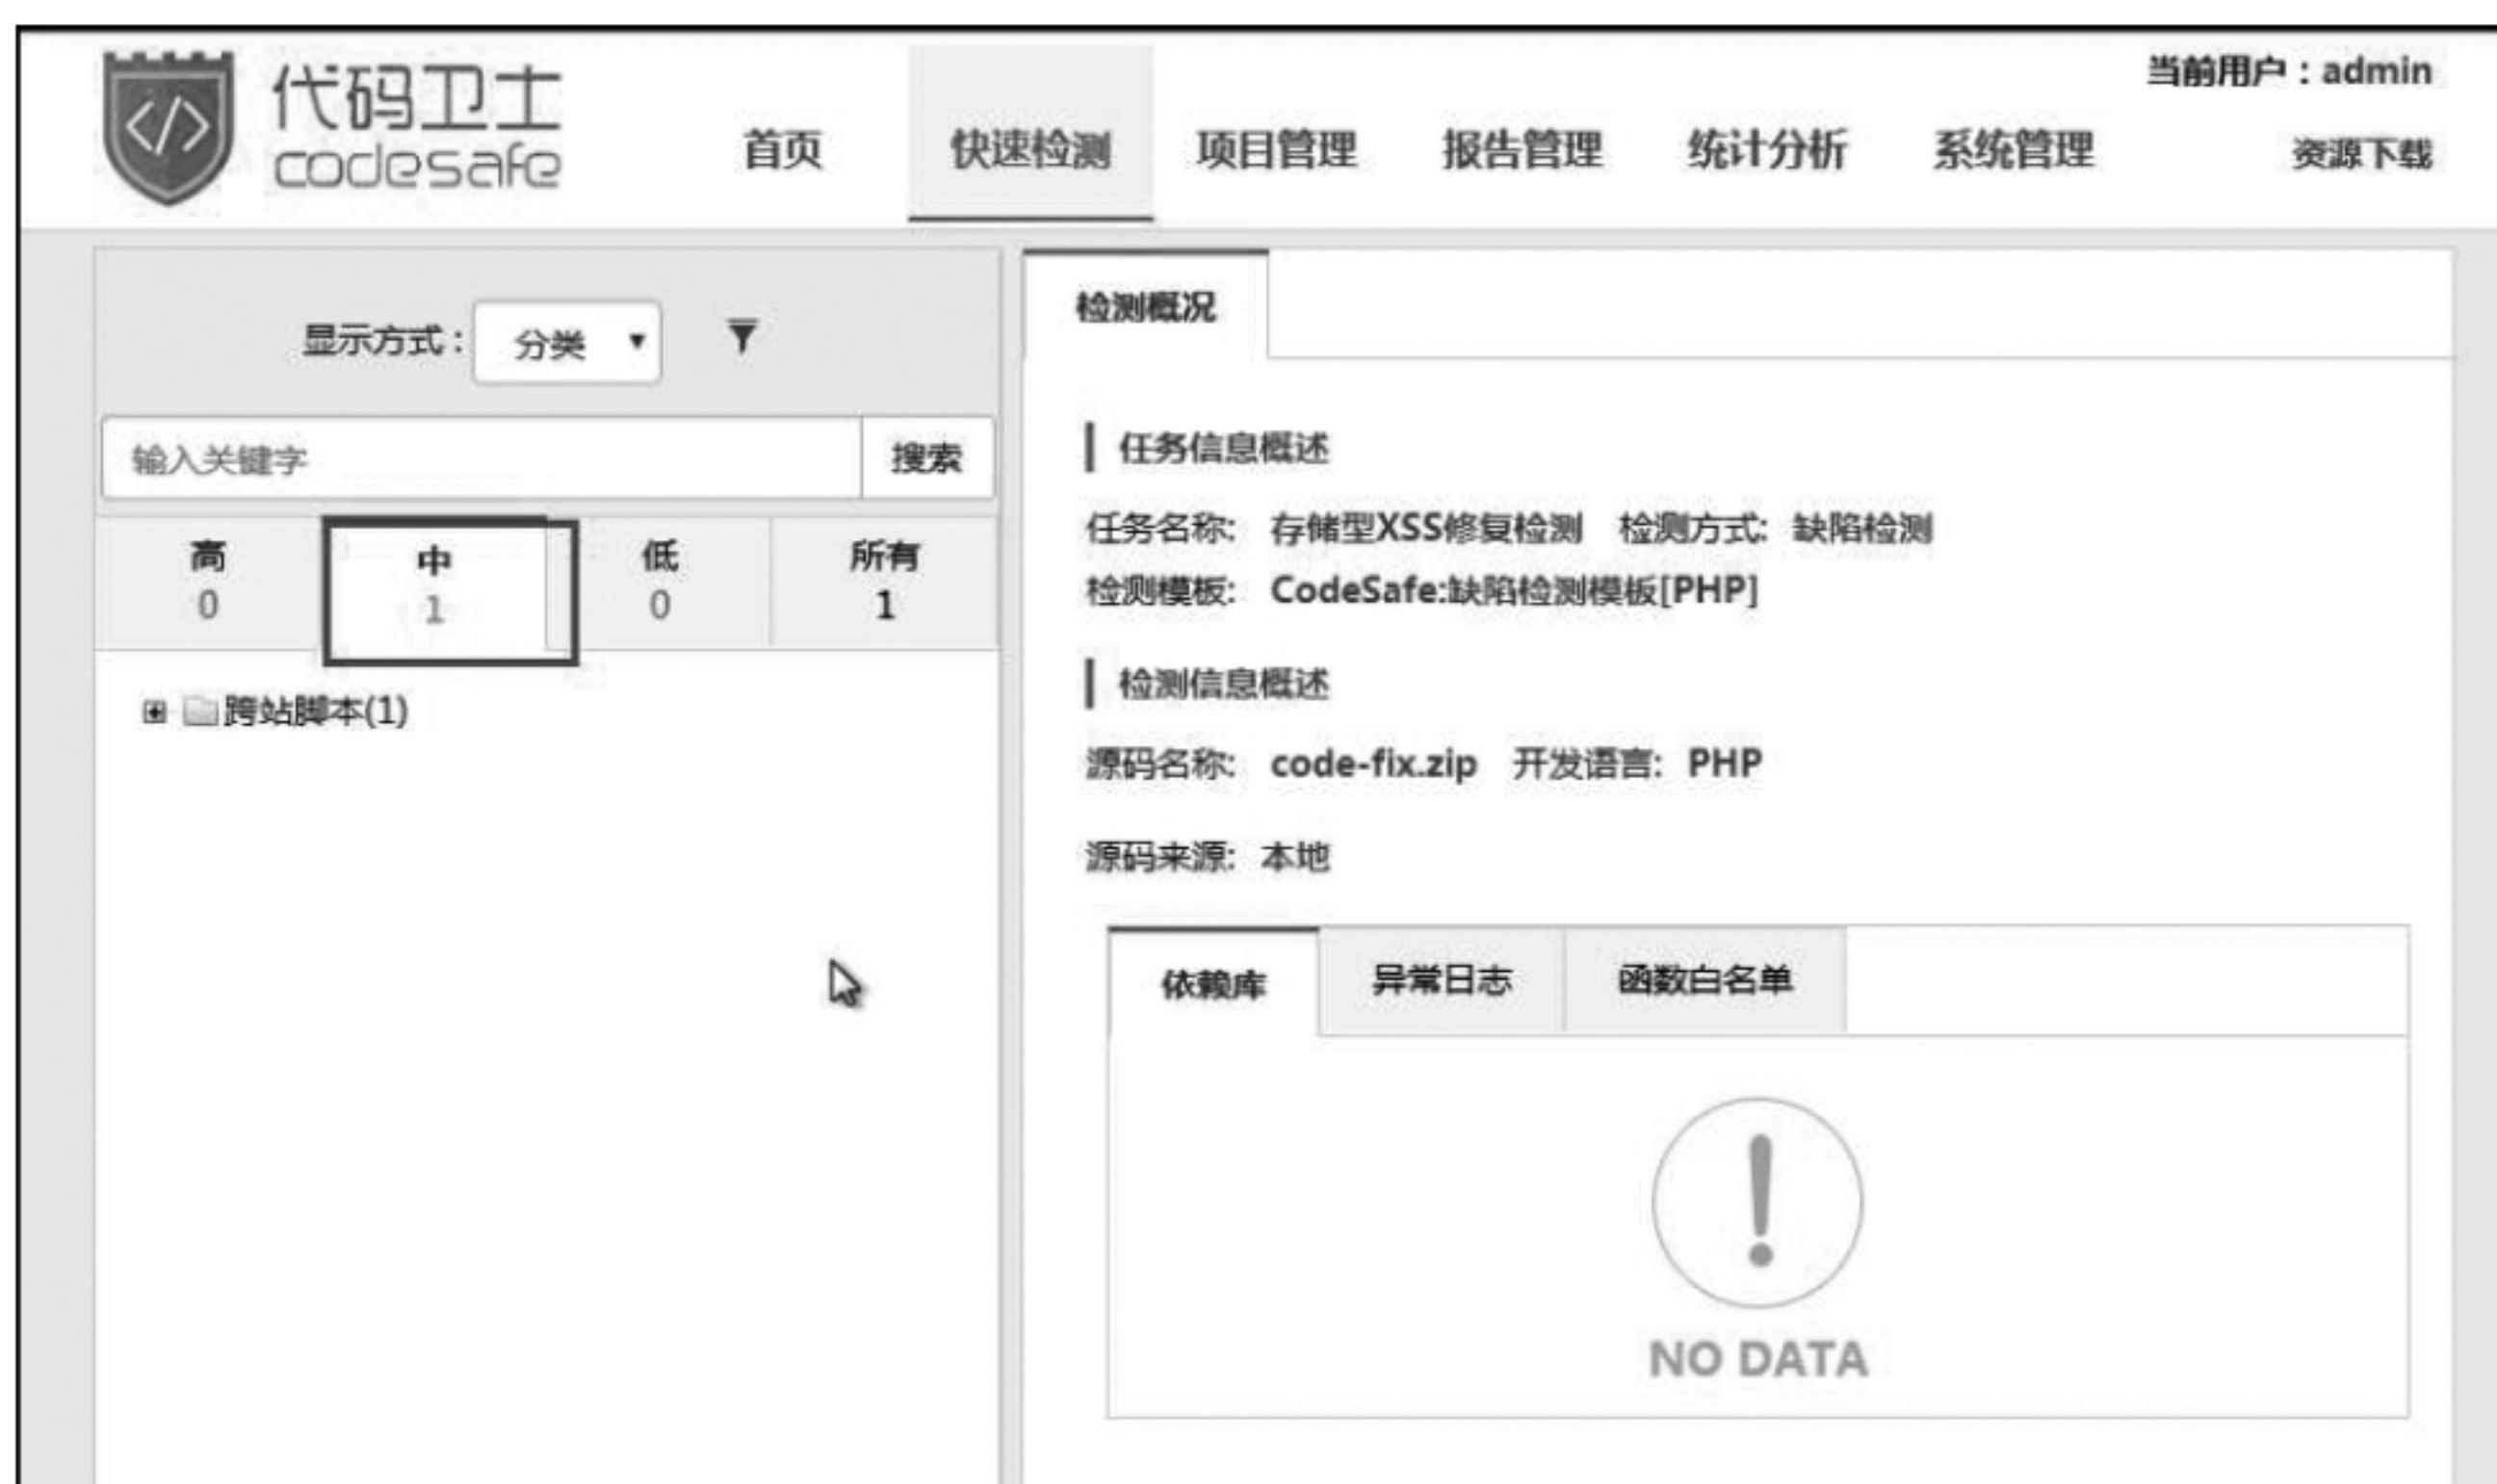 当前用户：admin
代码卫士
codesafe
首页 快速检测 项目管理 报告管理 统计分析 系统管理 资源下载
显示方式： 分类
输入关键字 搜索
高 中 低 所有
0 1 0 1
跨站脚本(1)
检测概况
任务信息概述
任务名称: 存储型XSS修复检测 检测方式: 缺陷检测
检测模板: CodeSafe:缺陷检测模板[PHP]
检测信息概述
源码名称: code-fix.zip 开发语言: PHP
源码来源: 本地
依赖库 异常日志 函数白名单
NO DATA